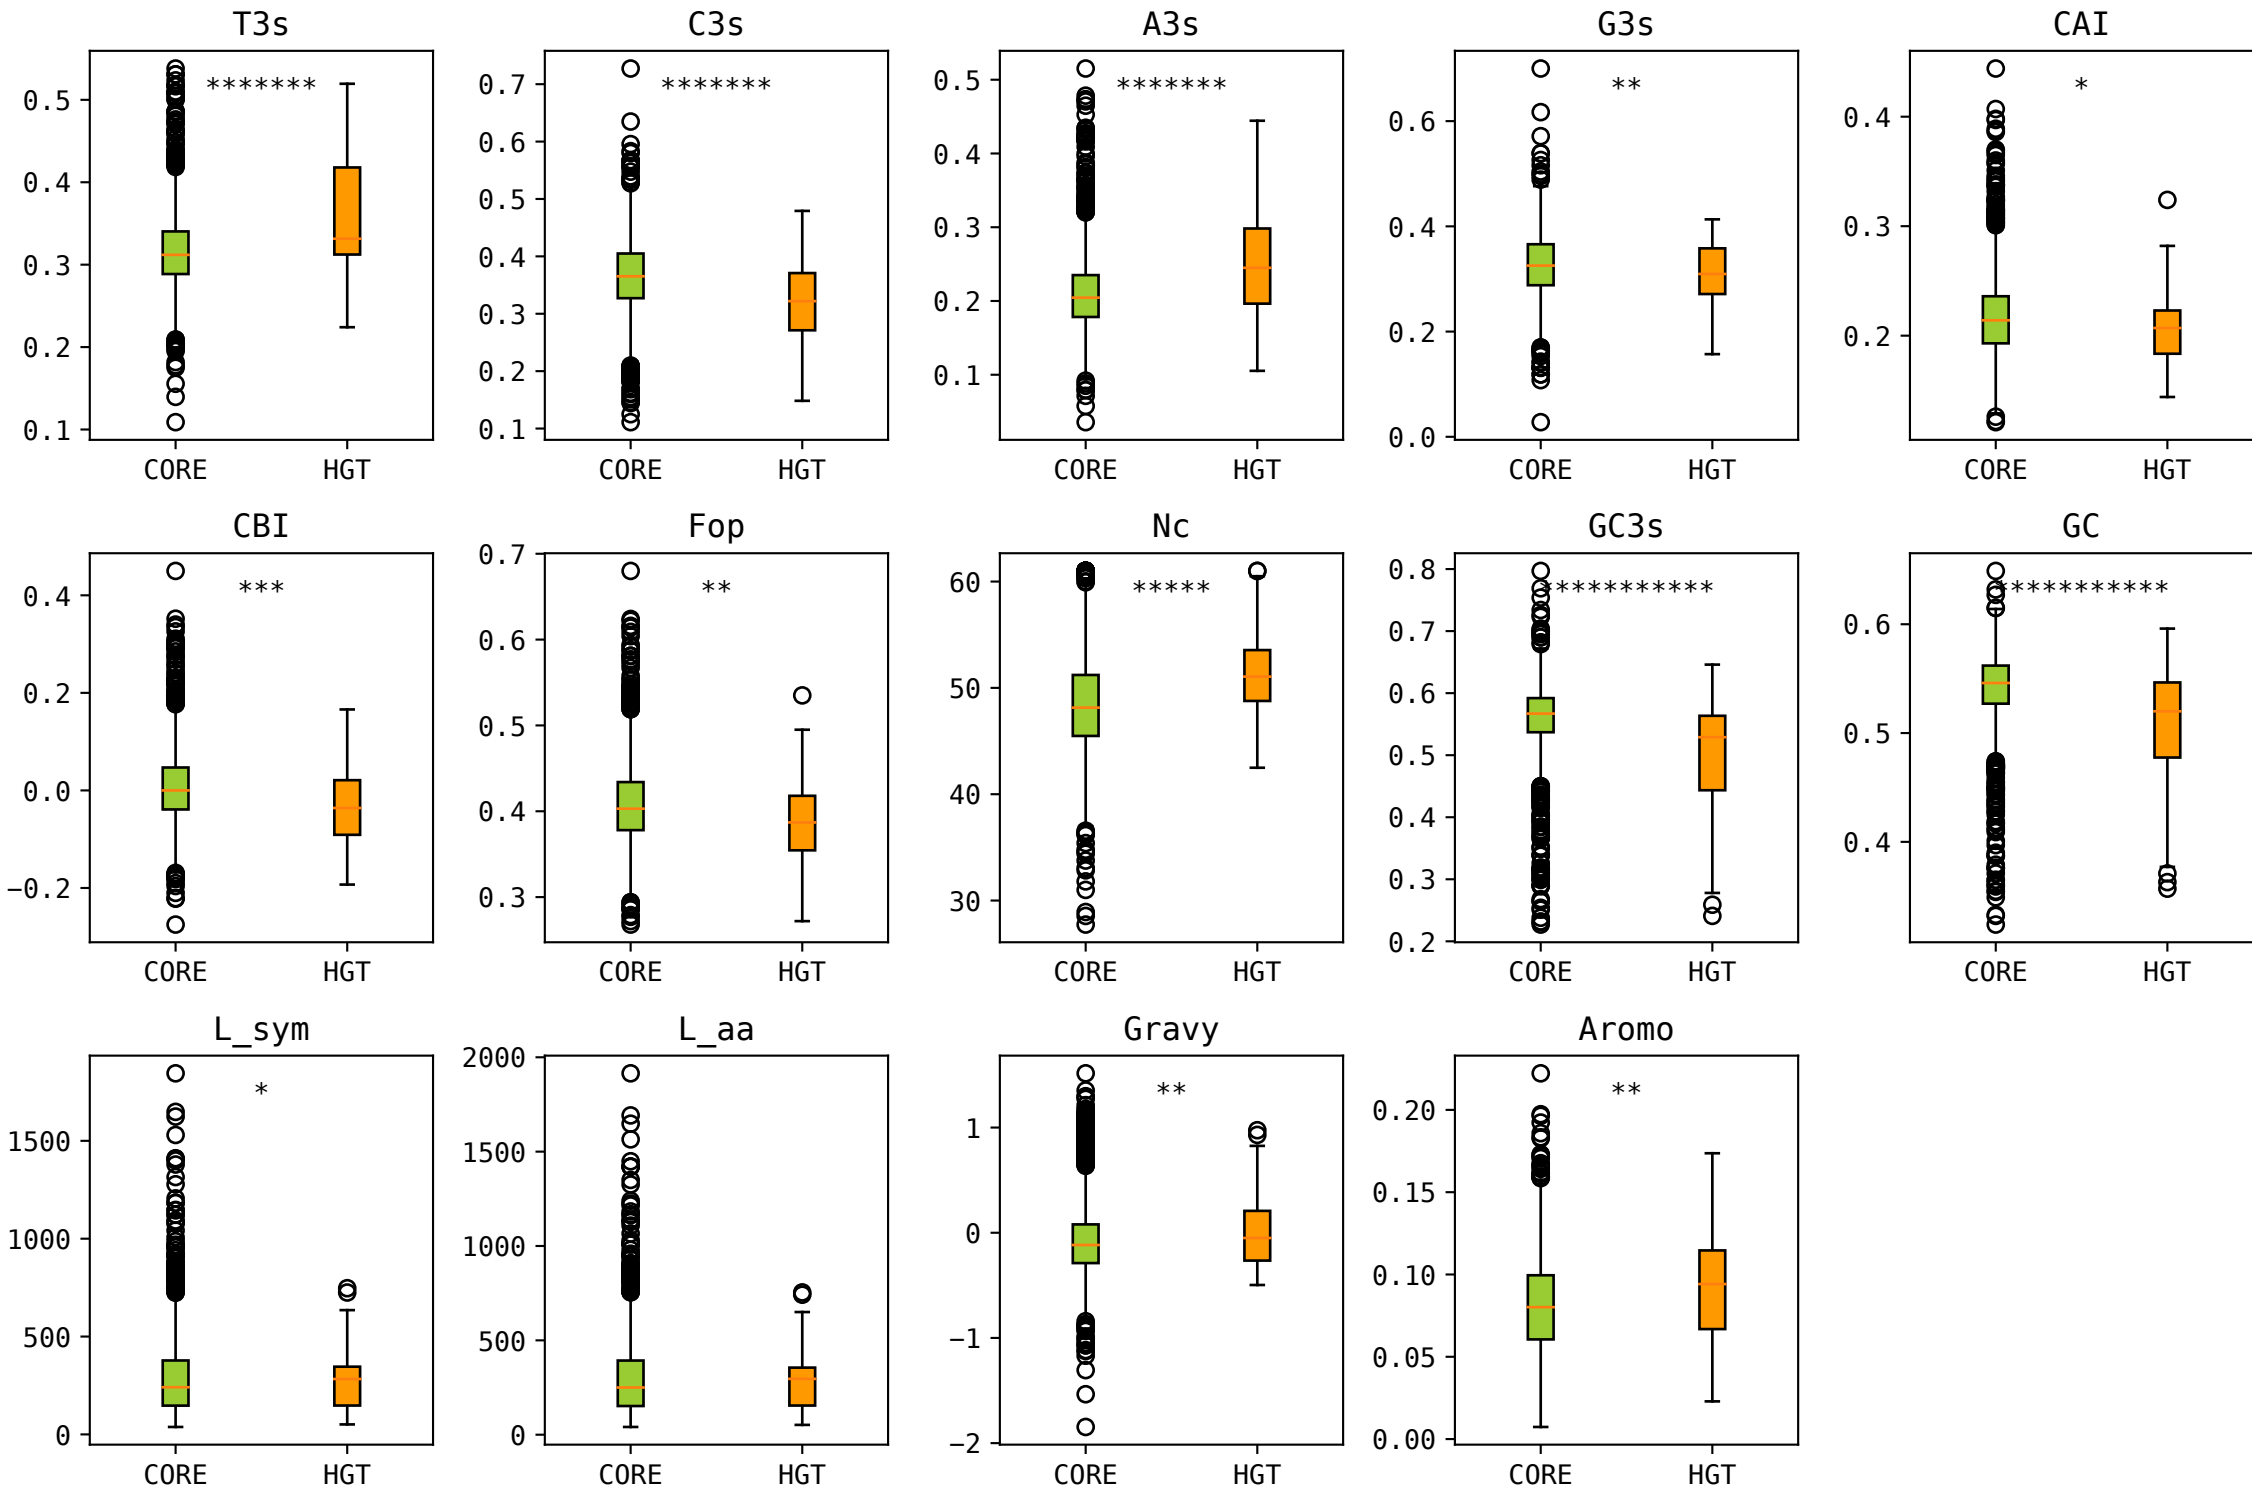 T3s
*******
0.5
0.4
0.3
0.2
0.1
CORE HGT
C3s
*******
0.7
0.6
0.5
0.4
0.3
0.2
0.1
CORE HGT
A3s
*******
0.5
0.4
0.3
0.2
0.1
CORE HGT
G3s
**
0.6
0.4
0.2
0.0
CORE HGT
CAI
*
0.4
0.3
0.2
CORE HGT
CBI
***
0.4
0.2
0.0
−0.2
CORE HGT
Fop
**
0.7
0.6
0.5
0.4
0.3
CORE HGT
Nc
*****
60
50
40
30
CORE HGT
GC3s
***********
0.8
0.7
0.6
0.5
0.4
0.3
0.2
CORE HGT
GC
***********
0.6
0.5
0.4
CORE HGT
L_sym
*
1500
1000
500
0
CORE HGT
L_aa
2000
1500
1000
500
0
CORE HGT
Gravy
**
1
0
−1
−2
CORE HGT
Aromo
**
0.20
0.15
0.10
0.05
0.00
CORE HGT